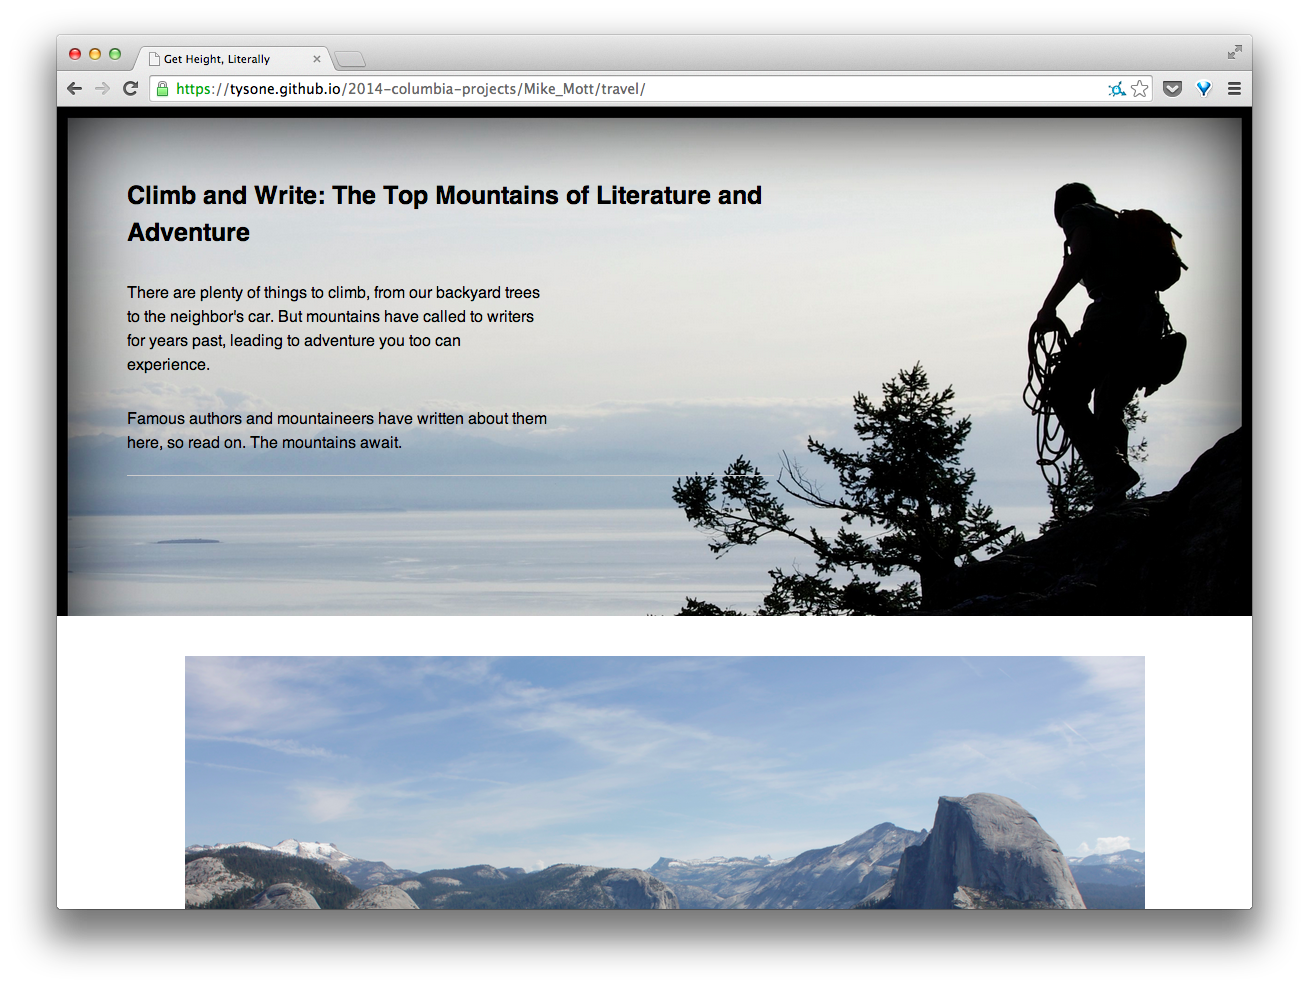 Get Height, Literally
https://tysone.github.io/2014-columbia-projects/Mike_Mott/travel/
Climb and Write: The Top Mountains of Literature and
Adventure
There are plenty of things to climb, from our backyard trees
to the neighbor's car. But mountains have called to writers
for years past, leading to adventure you too can
experience.
Famous authors and mountaineers have written about them
here, so read on. The mountains await.